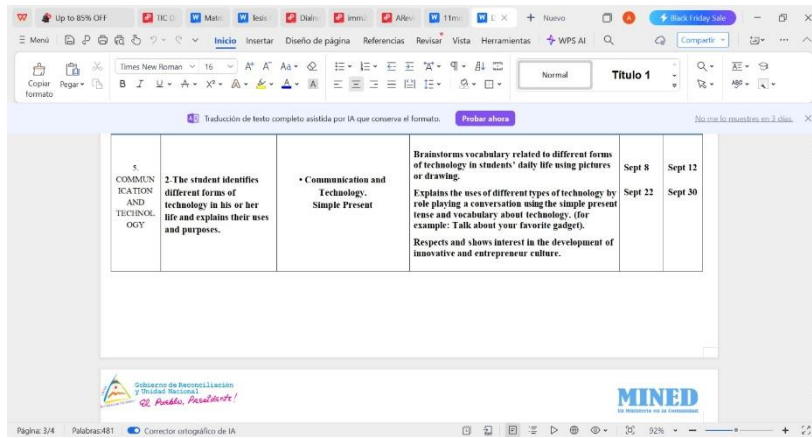 Up to 85% OFF
TIC D
Matr
Tesis
Dialn
imm
ARev
11mo
Nuevo
Black Friday Sale
Menú
Inicio Insertar Diseño de página Referencias Revisar Vista Herramientas WPS AI
Compartir
Copiar formato
Pegar
Times New Roman 16
Normal
Título 1
Traducción de texto completo asistida por IA que conserva el formato. Probar ahora No me lo muestres en 3 días.
5.
COMMUN
ICATION
AND
TECHNOL
OGY
2-The student identifies
different forms of
technology in his or her
life and explains their uses
and purposes.
• Communication and
Technology.
Simple Present
Brainstorms vocabulary related to different forms
of technology in students' daily life using pictures
or drawing.
Explains the uses of different types of technology by
role playing a conversation using the simple present
tense and vocabulary about technology. (for
example: Talk about your favorite gadget).
Respects and shows interest in the development of
innovative and entrepreneur culture.
Sept 8
Sept 22
Sept 12
Sept 30
Gobierno de Reconciliación
y Unidad Nacional
El Pueblo, Presidente!
MINED
Un Ministerio en la Comunidad
Página: 3/4 Palabras:481 Corrector ortográfico de IA 92%